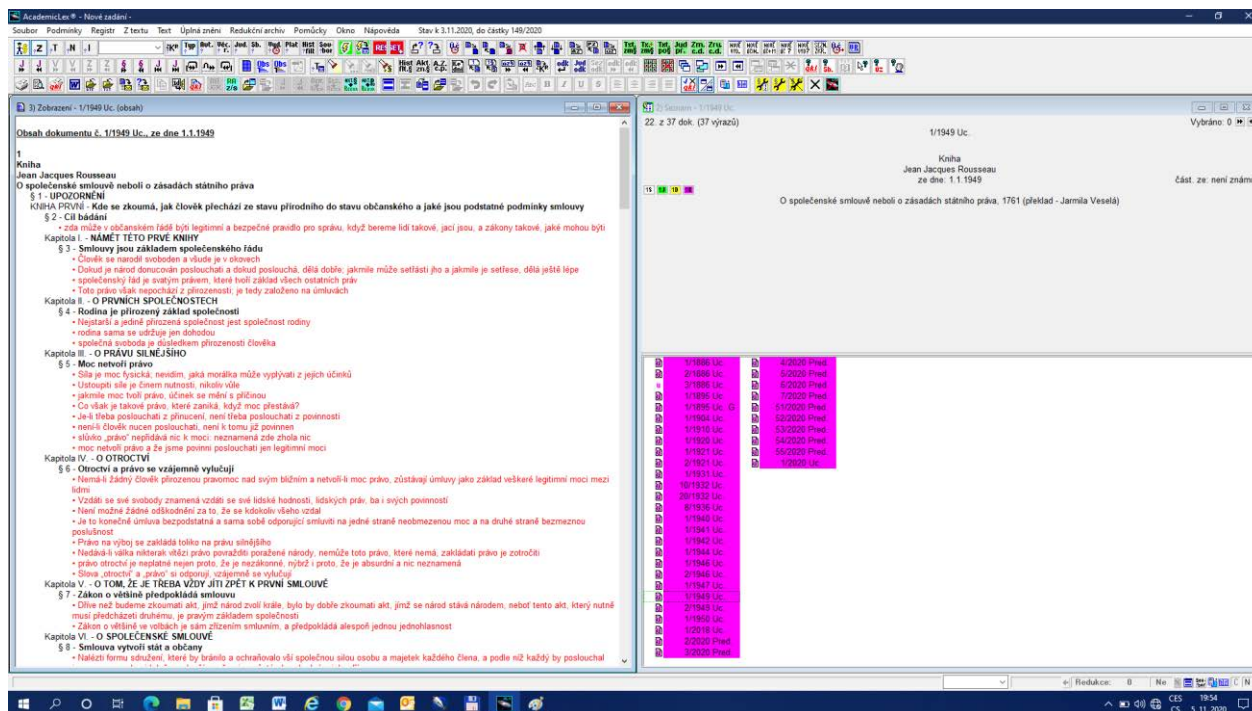 AcademicLex® - Nové zadání -
Soubor Podmínky Registr Z textu Text Úplná znění Redukční archiv Pomůcky Okno Nápověda Stav k 3.11.2020, do částky 149/2020
3) Zobrazení - 1/1949 Uc. (obsah)
Obsah dokumentu č. 1/1949 Uc., ze dne 1.1.1949
1
Kniha
Jean Jacques Rousseau
O společenské smlouvě neboli o zásadách státního práva
§ 1 - UPOZORNĚNÍ
KNIHA PRVNÍ - Kde se zkoumá, jak člověk přechází ze stavu přírodního do stavu občanského a jaké jsou podstatné podmínky smlouvy
§ 2 - Cíl bádání
• zda může v občanském řádě býti legitimní a bezpečné pravidlo pro správu, když bereme lidi takové, jací jsou, a zákony takové, jaké mohou býti
Kapitola I. - NÁMĚT TÉTO PRVÉ KNIHY
§ 3 - Smlouvy jsou základem společenského řádu
• Člověk se narodil svoboden a všude je v okovech
• Dokud je národ donucován poslouchati a dokud poslouchá, dělá dobře; jakmile může setřásti jho a jakmile je setřese, dělá ještě lépe
• společenský řád je svatým právem, které tvoří základ všech ostatních práv
• Toto právo však nepochází z přirozenosti; je tedy založeno na úmluvách
Kapitola II. - O PRVNÍCH SPOLEČNOSTECH
§ 4 - Rodina je přirozený základ společnosti
• Nejstarší a jedině přirozená společnost jest společnost rodiny
• rodina sama se udržuje jen dohodou
• společná svoboda je důsledkem přirozenosti člověka
Kapitola III. - O PRÁVU SILNĚJŠÍHO
§ 5 - Moc netvoří právo
• Síla je moc fysická; nevidím, jaká morálka může vyplývati z jejích účinků
• Ustoupiti síle je činem nutnosti, nikoliv vůle
• jakmile moc tvoří právo, účinek se mění s příčinou
• Co však je takové právo, které zaniká, když moc přestává?
• Je-li třeba poslouchati z přinucení, není třeba poslouchati z povinnosti
• není-li člověk nucen poslouchati, není k tomu již povinnen
• slůvko „právo“ nepřidává nic k moci: neznamená zde zhola nic
• moc netvoří právo a že jsme povinni poslouchati jen legitimní moci
Kapitola IV. - O OTROCTVÍ
§ 6 - Otroctví a právo se vzájemně vylučují
• Nemá-li žádný člověk přirozenou pravomoc nad svým bližním a netvoří-li moc právo, zůstávají úmluvy jako základ veškeré legitimní moci mezi
lidmi
• Vzdáti se své svobody znamená vzdáti se své lidské hodnosti, lidských práv, ba i svých povinností
• Není možné žádné odškodnění za to, že se kdokoliv všeho vzdal
• Je to konečně úmluva bezpodstatná a sama sobě odporující smluviti na jedné straně neobmezenou moc a na druhé straně bezmeznou
poslušnost
• Právo na výboj se zakládá toliko na právu silnějšího
• Nedává-li válka nikterak vítězi právo povražditi poražené národy, nemůže toto právo, které nemá, zakládati právo je zotročiti
• právo otroctví je neplatné nejen proto, že je nezákonné, nýbrž i proto, že je absurdní a nic neznamená
• Slova „otroctví“ a „právo“ si odporují, vzájemně se vylučují
Kapitola V. - O TOM, ŽE JE TŘEBA VŽDY JÍTI ZPĚT K PRVNÍ SMLOUVĚ
§ 7 - Zákon o většině předpokládá smlouvu
• Dříve než budeme zkoumati akt, jímž národ zvolí krále, bylo by dobře zkoumati akt, jímž se národ stává národem, neboť tento akt, který nutně
musí předcházeti druhému, je pravým základem společnosti
• Zákon o většině ve volbách je sám zřízením smluvním, a předpokládá alespoň jednou jednohlasnost
Kapitola VI. - O SPOLEČENSKÉ SMLOUVĚ
§ 8 - Smlouva vytvoří stát a občany
• Nalézti formu sdružení, které by bránilo a ochraňovalo vší společnou silou osobu a majetek každého člena, a podle níž každý by poslouchal
2) Seznam - 1/1949 Uc.
22. z 37 dok. (37 výrazů)
Vybráno: 0
1/1949 Uc.
Kniha
Jean Jacques Rousseau
ze dne: 1.1.1949
část. ze: není známo
O společenské smlouvě neboli o zásadách státního práva, 1761 (překlad - Jarmila Veselá)
1/1886 Uc. 4/2020 Pred.
2/1886 Uc. 5/2020 Pred.
3/1886 Uc. 6/2020 Pred.
1/1895 Uc. 7/2020 Pred.
1/1895 Uc. G 51/2020 Pred.
1/1904 Uc. 52/2020 Pred.
1/1910 Uc. 53/2020 Pred.
1/1920 Uc. 54/2020 Pred.
1/1921 Uc. 55/2020 Pred.
2/1921 Uc. 1/2020 Uc.
1/1931 Uc.
10/1932 Uc.
20/1932 Uc.
6/1936 Uc.
1/1940 Uc.
1/1941 Uc.
1/1942 Uc.
1/1944 Uc.
1/1946 Uc.
2/1946 Uc.
1/1947 Uc.
1/1949 Uc.
2/1949 Uc.
1/1950 Uc.
1/2018 Uc.
2/2020 Pred.
3/2020 Pred.
Redukce: 0 Ne
CES 19:54
CS 5.11.2020